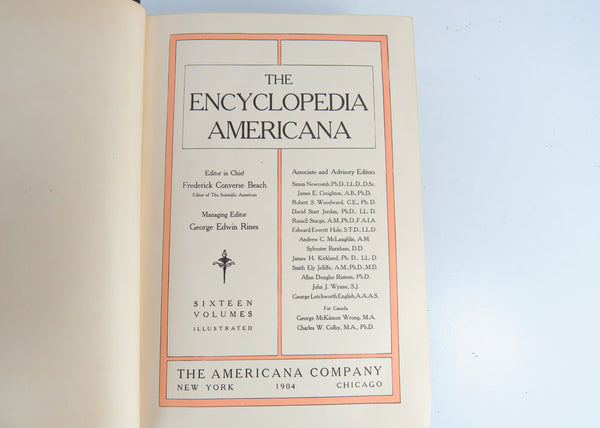 THE
ENCYCLOPEDIA
AMERICANA
Editor in Chief
Frederick Converse Beach
Editor of The Scientific American
Managing Editor
George Edwin Rines
SIXTEEN
VOLUMES
ILLUSTRATED
Associate and Advisory Editors
Simon Newcomb, Ph.D., LL.D., D.Sc.
James E. Creighton, A.B., Ph.D.
Robert S. Woodward, C.E., Ph. D.
David Starr Jordan, Ph.D., LL. D.
Russell Sturgis, A.M., Ph.D., F.A.I.A.
Edward Everett Hale, S.T.D., LL.D.
Andrew C. McLaughlin, A.M.
Sylvester Burnham, D.D.
James H. Kirkland, Ph. D., LL. D.
Smith Ely Jelliffe, A.M., Ph.D., M.D.
Allan Douglas Risteen, Ph.D.
John J. Wynne, S.J.
George Letchworth English, A.A.A.S.
For Canada
George McKinnon Wrong, M.A.
Charles W. Colby, M.A., Ph.D.
THE AMERICANA COMPANY
NEW YORK 1904 CHICAGO